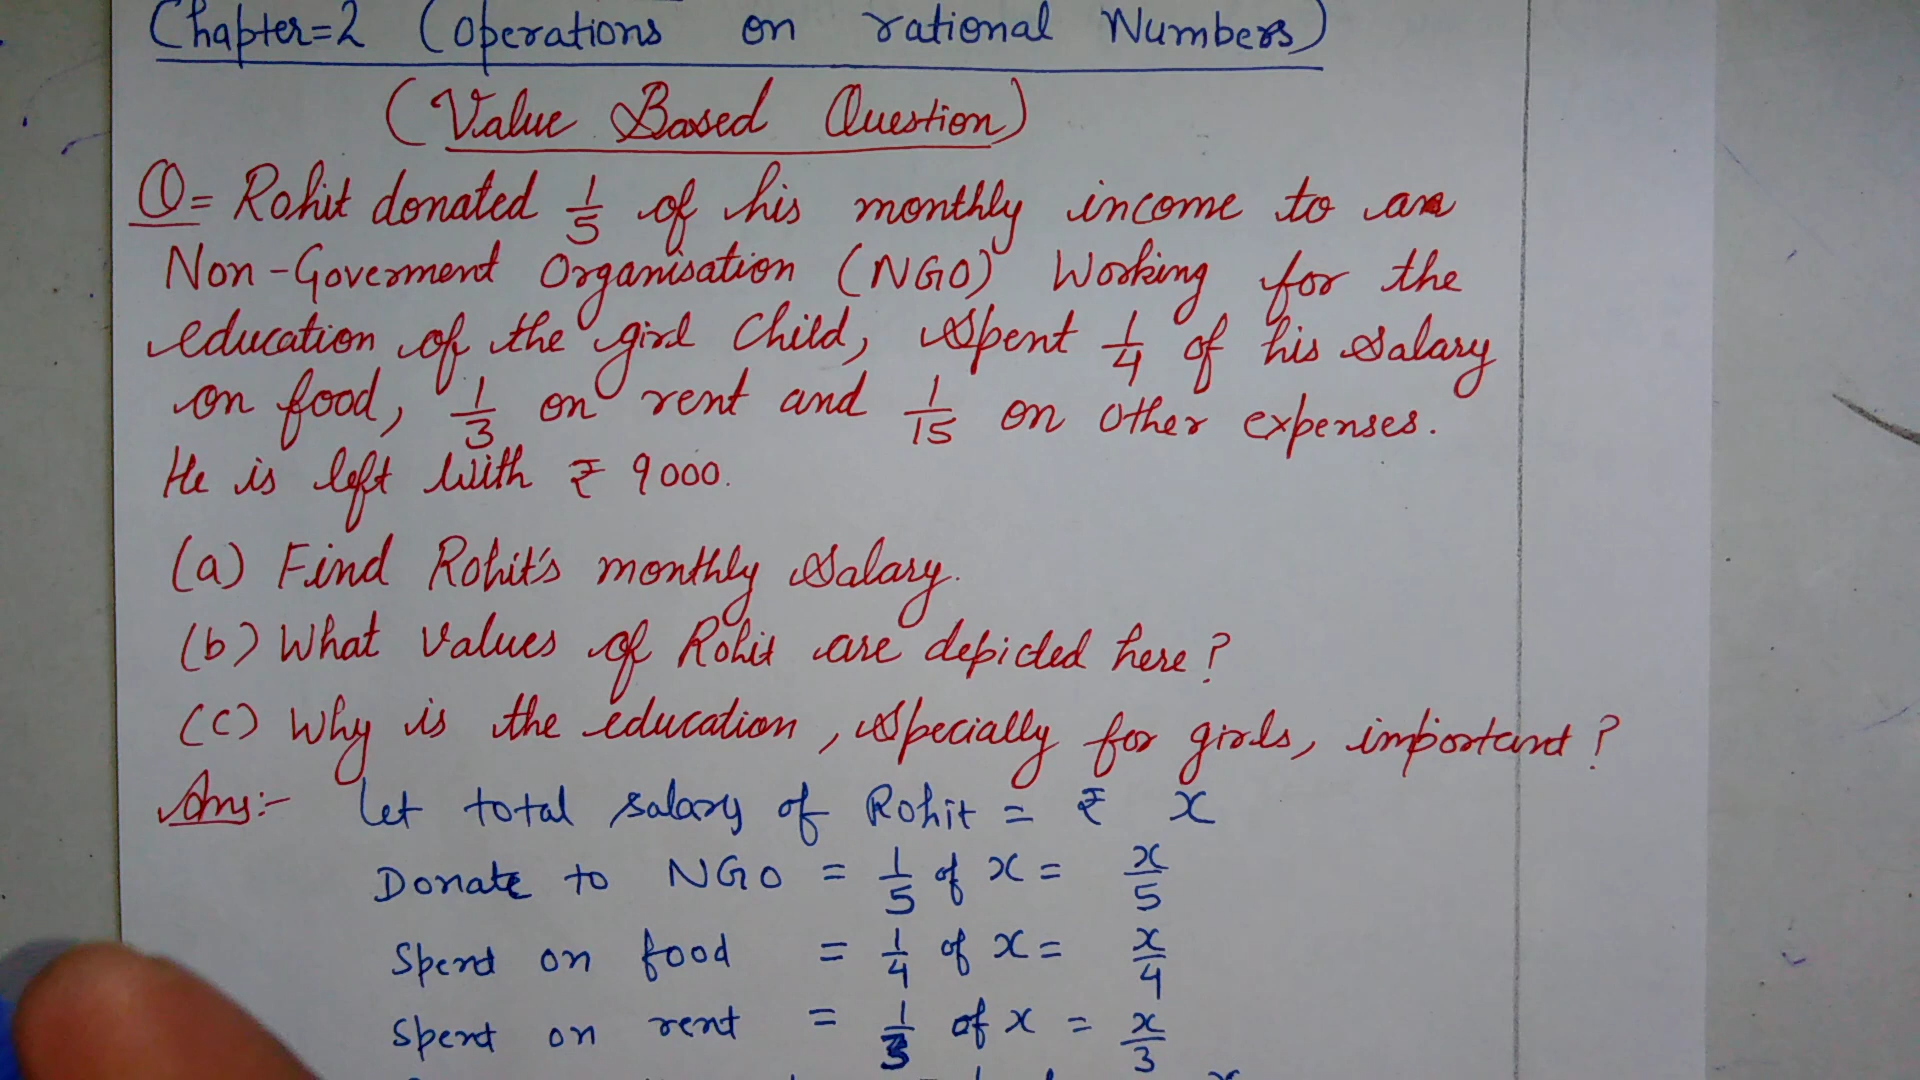 Chapter=2 (Operations on rational Numbers)
(Value Based Question)
Q= Rohit donated 1/5 of his monthly income to an
Non-Goverment Organisation (NGO) Working for the
education of the girl child, Spent 1/4 of his Salary
on food, 1/3 on rent and 1/15 on other expenses.
He is left with ₹ 9000.
(a) Find Rohit's monthly Salary.
(b) What values of Rohit are depicted here?
(c) Why is the education, specially for girls, important?
Ans:- Let total salary of Rohit = ₹ x
Donate to NGO = 1/5 of x = x/5
Spend on food = 1/4 of x = x/4
Spent on rent = 1/3 of x = x/3